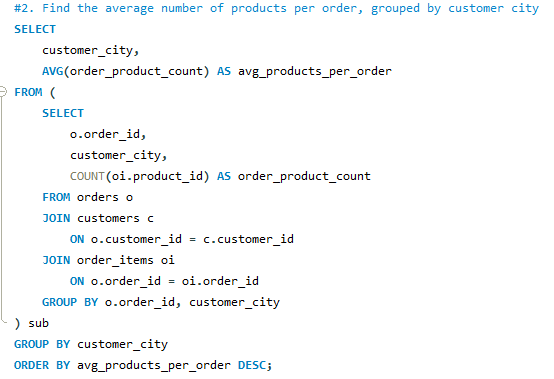 #2. Find the average number of products per order, grouped by customer city
SELECT
    customer_city,
    AVG(order_product_count) AS avg_products_per_order
FROM (
    SELECT
        o.order_id,
        customer_city,
        COUNT(oi.product_id) AS order_product_count
    FROM orders o
    JOIN customers c
        ON o.customer_id = c.customer_id
    JOIN order_items oi
        ON o.order_id = oi.order_id
    GROUP BY o.order_id, customer_city
) sub
GROUP BY customer_city
ORDER BY avg_products_per_order DESC;